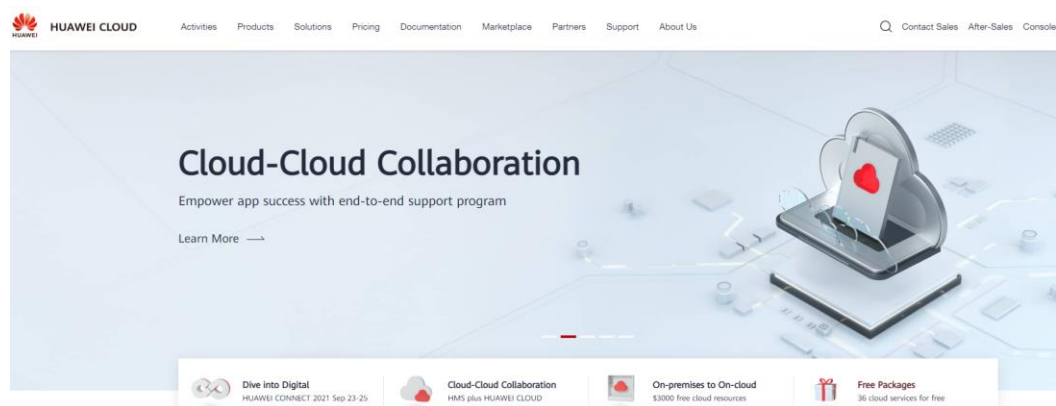 HUAWEI
HUAWEI CLOUD
Activities Products Solutions Pricing Documentation Marketplace Partners Support About Us
Contact Sales After-Sales Console
Cloud-Cloud Collaboration
Empower app success with end-to-end support program
Learn More
Dive into Digital
HUAWEI CONNECT 2021 Sep 23-25
Cloud-Cloud Collaboration
HMS plus HUAWEI CLOUD
On-premises to On-cloud
$3000 free cloud resources
Free Packages
36 cloud services for free